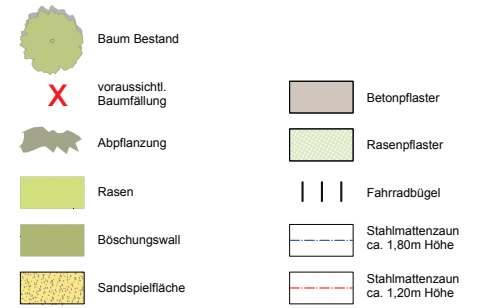 Baum Bestand
voraussichtl.
Baumfällung
Abpflanzung
Rasen
Böschungswall
Sandspielfläche
Betonpflaster
Rasenpflaster
Fahrradbügel
Stahlmattenzaun
ca. 1,80m Höhe
Stahlmattenzaun
ca. 1,20m Höhe